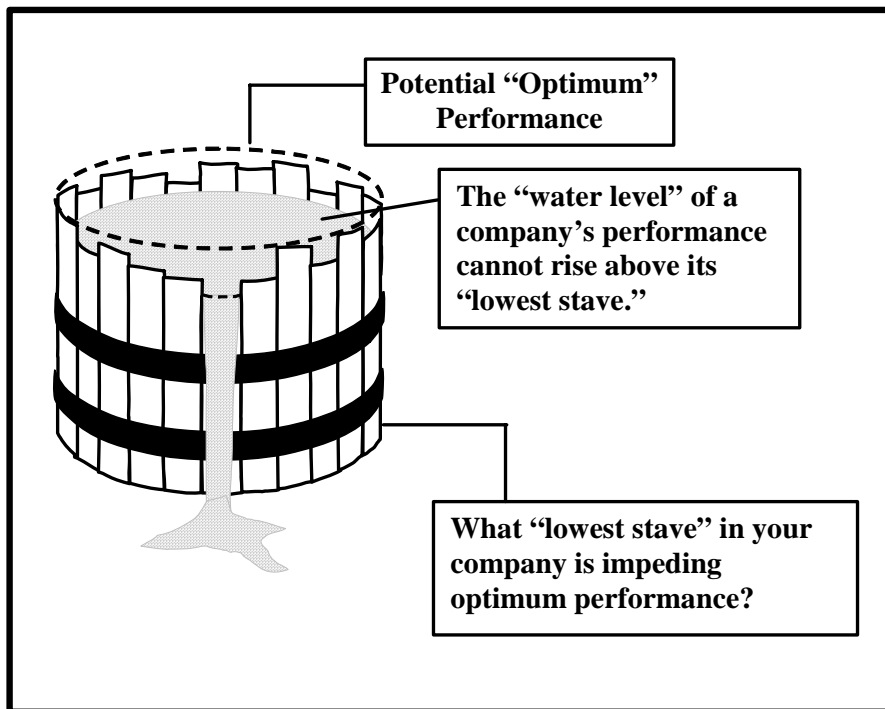 Potential “Optimum”
Performance
The “water level” of a
company’s performance
cannot rise above its
“lowest stave.”
What “lowest stave” in your
company is impeding
optimum performance?